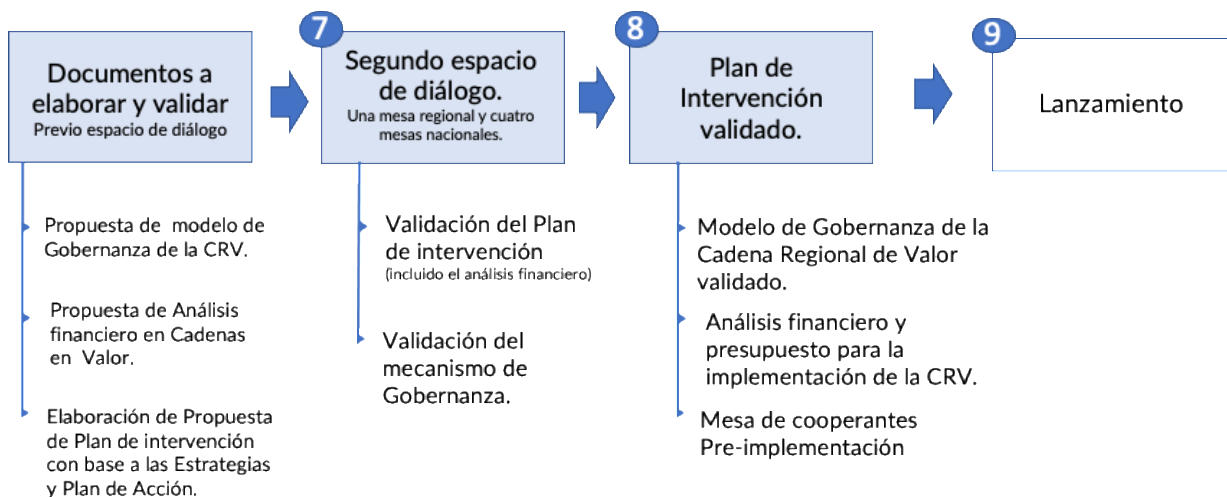 Documentos a
elaborar y validar
Previo espacio de diálogo
Propuesta de modelo de
Gobernanza de la CRV.
Propuesta de Análisis
financiero en Cadenas
en Valor.
Elaboración de Propuesta
de Plan de intervención
con base a las Estrategias
y Plan de Acción.
7
Segundo espacio
de diálogo.
Una mesa regional y cuatro
mesas nacionales.
Validación del Plan
de intervención
(incluido el análisis financiero)
Validación del
mecanismo de
Gobernanza.
8
Plan de
Intervención
validado.
Modelo de Gobernanza de la
Cadena Regional de Valor
validado.
Análisis financiero y
presupuesto para la
implementación de la CRV.
Mesa de cooperantes
Pre-implementación
9
Lanzamiento